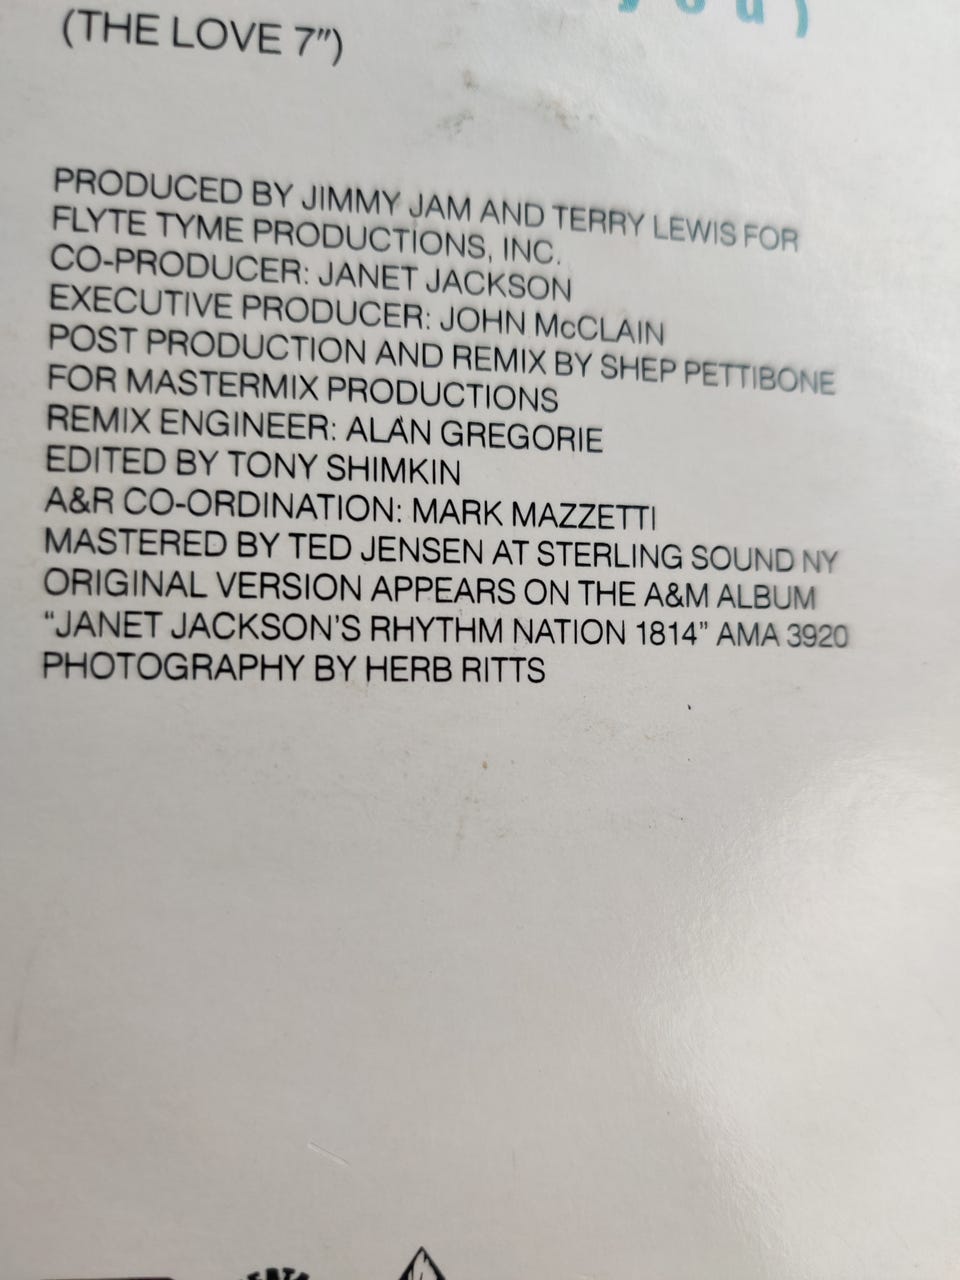 you)
(THE LOVE 7")
PRODUCED BY JIMMY JAM AND TERRY LEWIS FOR
FLYTE TYME PRODUCTIONS, INC.
CO-PRODUCER: JANET JACKSON
EXECUTIVE PRODUCER: JOHN McCLAIN
POST PRODUCTION AND REMIX BY SHEP PETTIBONE
FOR MASTERMIX PRODUCTIONS
REMIX ENGINEER: ALAN GREGORIE
EDITED BY TONY SHIMKIN
A&R CO-ORDINATION: MARK MAZZETTI
MASTERED BY TED JENSEN AT STERLING SOUND NY
ORIGINAL VERSION APPEARS ON THE A&M ALBUM
"JANET JACKSON'S RHYTHM NATION 1814" AMA 3920
PHOTOGRAPHY BY HERB RITTS